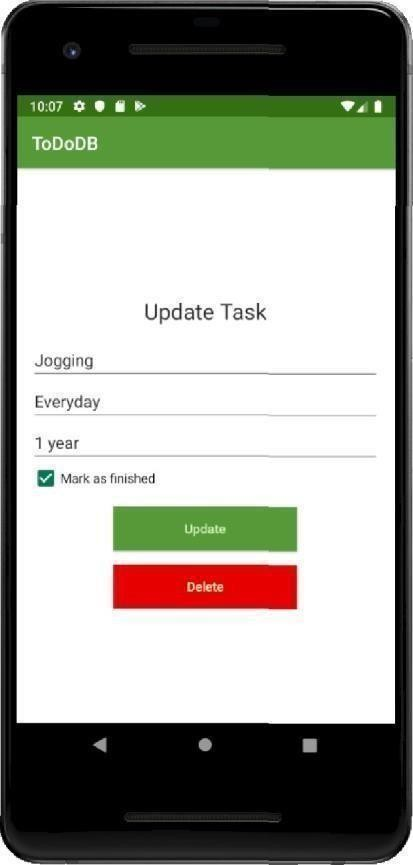 10:07
ToDoDB
Update Task
Jogging
Everyday
1 year
Mark as finished
Update
Delete